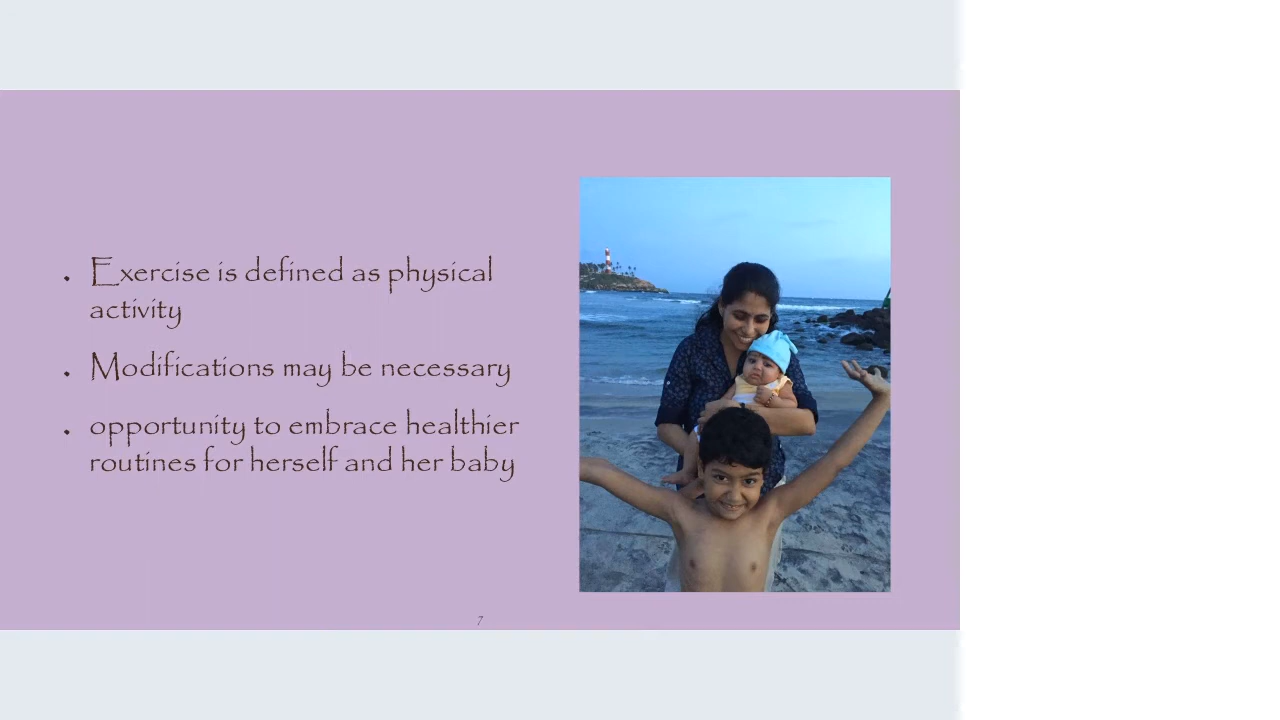 . Exercise is defined as physical
activity
. Modifications may be necessary
. opportunity to embrace healthier
routines for herself and her baby
7